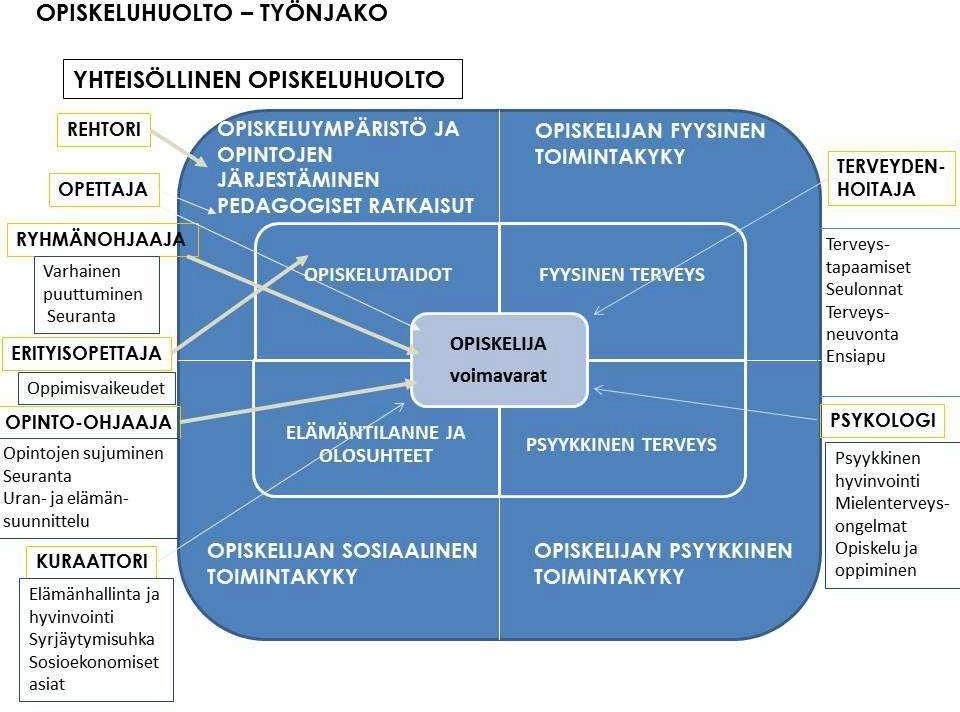 OPISKELUHUOLTO – TYÖNJAKO
YHTEISÖLLINEN OPISKELUHUOLTO
REHTORI
OPETTAJA
RYHMÄNOHJAAJA
Varhainen
puuttuminen
Seuranta
ERITYISOPETTAJA
Oppimisvaikeudet
OPINTO-OHJAAJA
Opintojen sujuminen
Seuranta
Uran- ja elämän-
suunnittelu
KURAATTORI
Elämänhallinta ja
hyvinvointi
Syrjäytymisuhka
Sosioekonomiset
asiat
OPISKELUYMPÄRISTÖ JA
OPINTOJEN
JÄRJESTÄMINEN
PEDAGOGISET RATKAISUT
OPISKELIJAN FYYSINEN
TOIMINTAKYKY
OPISKELUTAIDOT
FYYSINEN TERVEYS
OPISKELIJA
voimavarat
ELÄMÄNTILANNE JA
OLOSUHTEET
PSYYKKINEN TERVEYS
OPISKELIJAN SOSIAALINEN
TOIMINTAKYKY
OPISKELIJAN PSYYKKINEN
TOIMINTAKYKY
TERVEYDEN-
HOITAJA
Terveys-
tapaamiset
Seulonnat
Terveys-
neuvonta
Ensiapu
PSYKOLOGI
Psyykkinen
hyvinvointi
Mielenterveys-
ongelmat
Opiskelu ja
oppiminen